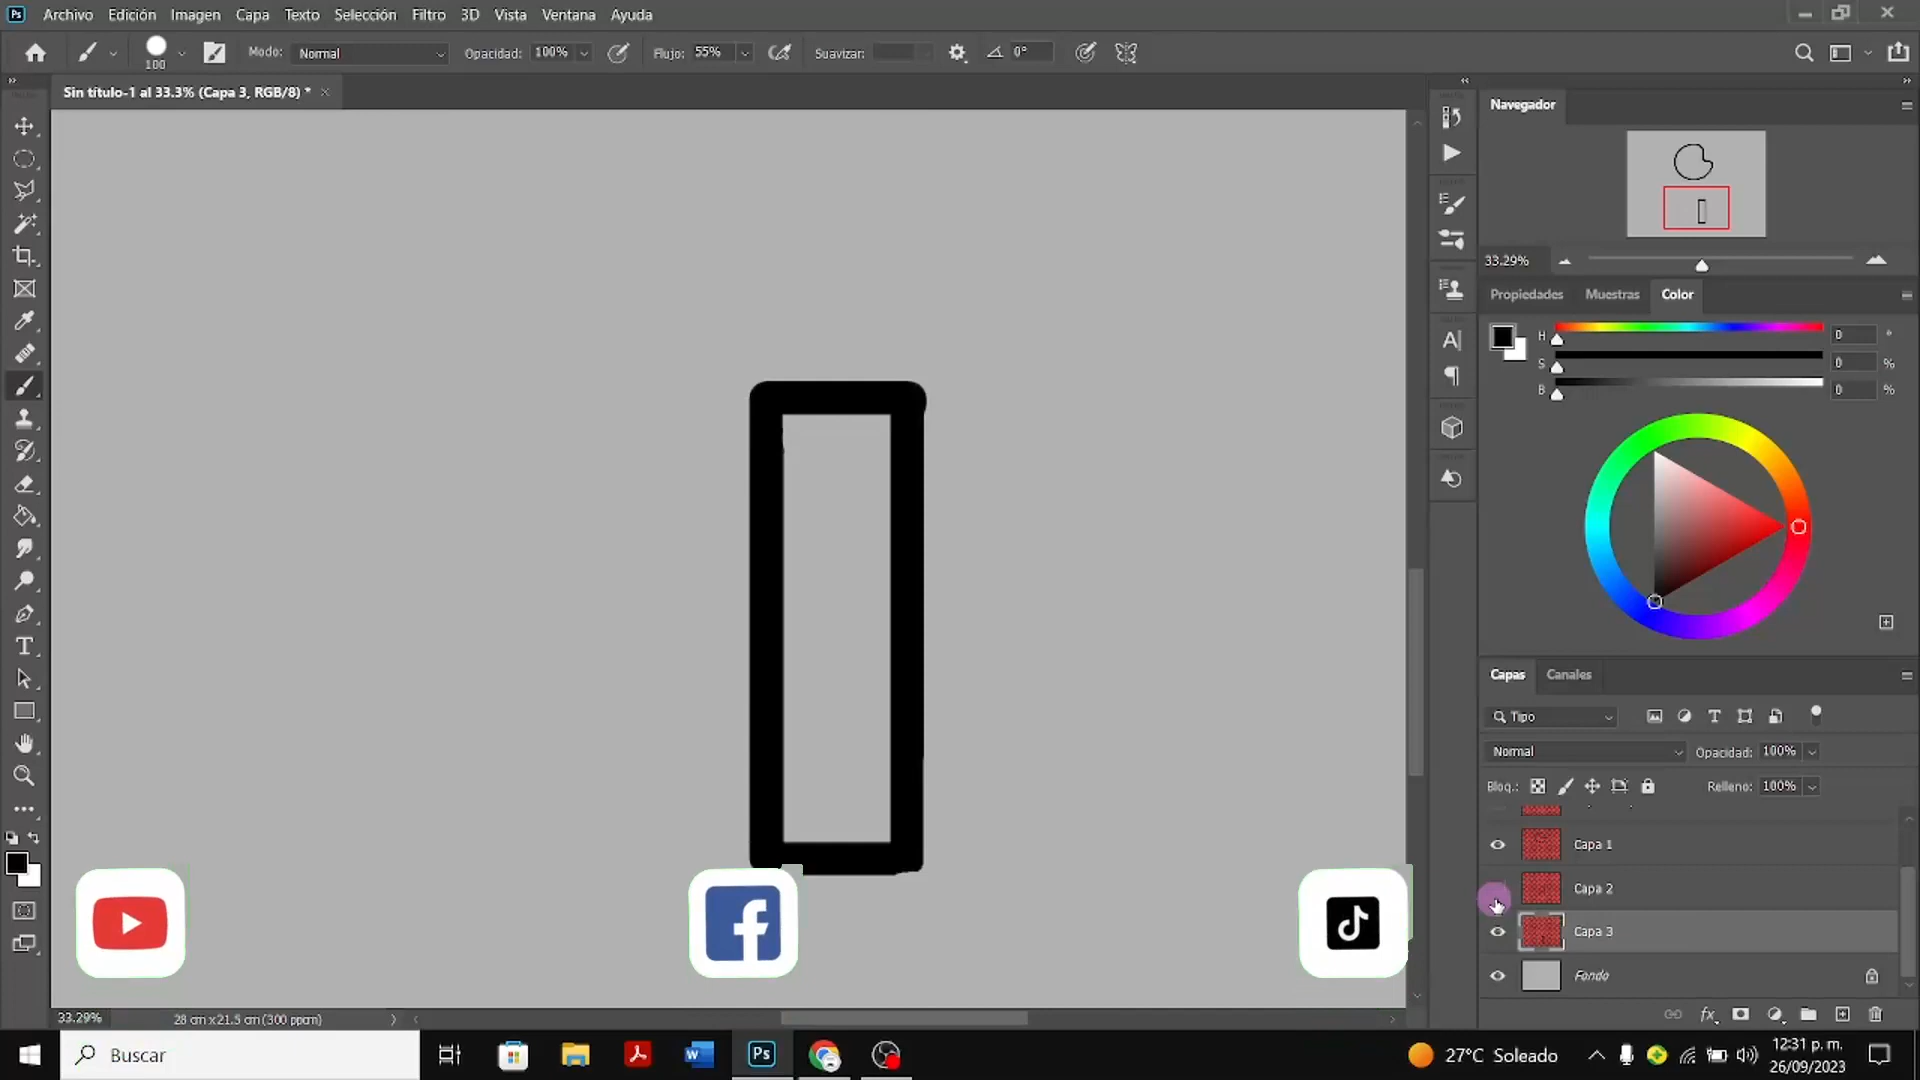 Ps Archivo Edición Imagen Capa Texto Selección Filtro 3D Vista Ventana Ayuda
100 Modo: Normal Opacidad: 100% Flujo: 55% Suavizar: 0°
Sin título-1 al 33.3% (Capa 3, RGB/8) *
Navegador
33.29%
Propiedades Muestras Color
H 0 °
S 0 %
B 0 %
Capas Canales
Tipo
Normal Opacidad: 100%
Bloq.: Relleno: 100%
Capa 1
Capa 2
Capa 3
Fondo
33.29% 28 cm x 21.5 cm (300 ppcm)
Buscar
Ps
27°C Soleado
12:31 p. m.
26/09/2023